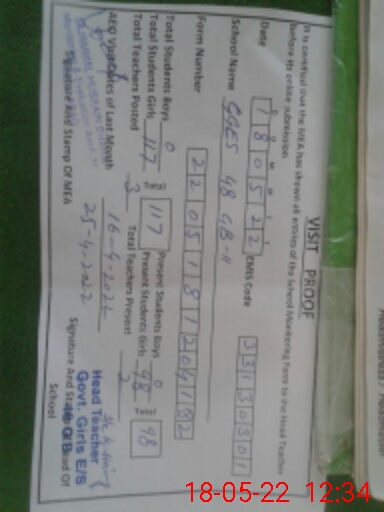 VISIT PROOF
It is certified that the MEA has shown all entries of the School Monitoring Form to the Head Teacher
before its online submission.
Date 180522 EMIS Code 33130301
School Name GGES 48 GB-II
Form Number 2205181204182
Total Students Boys 0 Total 117 Present Students Boys 0 Total 98
Total Students Girls 117 Present Students Girls 98
Total Teachers Posted 3 Total Teachers Present 2
AEO Visit Dates of Last Month 16-4-2022
25-4-2022
Signature and Stamp Of MEA Signature And Stamp Of Head Of
School
Head Teacher
Govt. Girls E/S
18-05-22 12:34